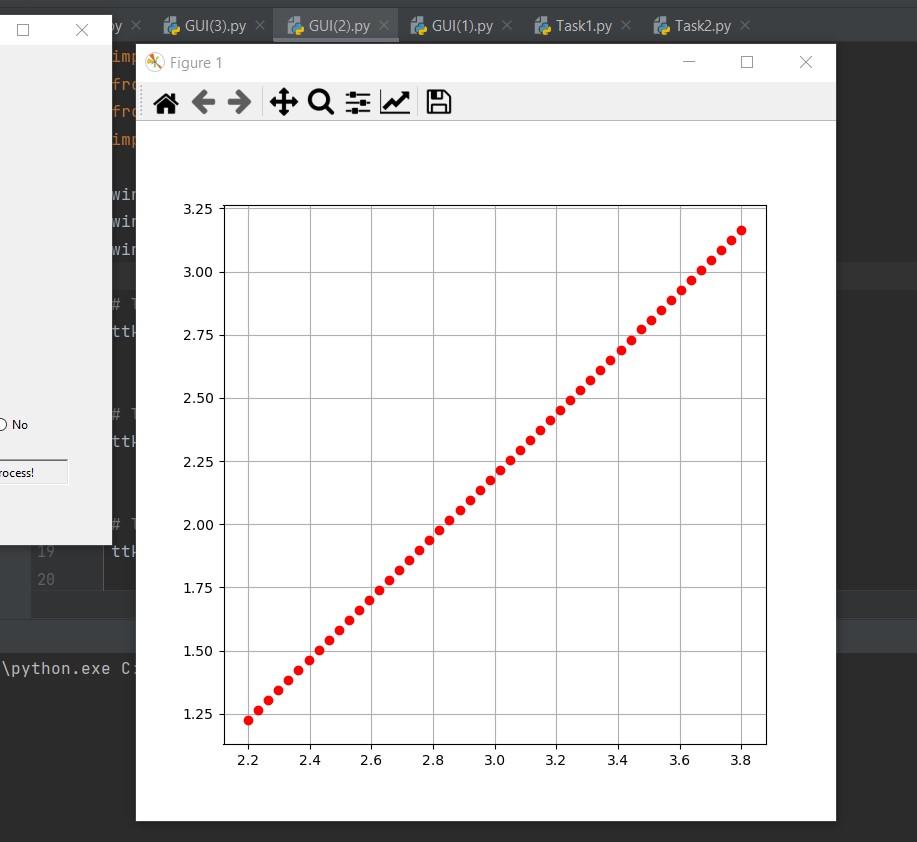 py GUI(3).py GUI(2).py GUI(1).py Task1.py Task2.py
Figure 1
imp
fro
fro
imp
win
win
win
# T
ttk
# T
ttk
# T
19 ttk
20
No
rocess!
\python.exe C:
3.25
3.00
2.75
2.50
2.25
2.00
1.75
1.50
1.25
2.2 2.4 2.6 2.8 3.0 3.2 3.4 3.6 3.8